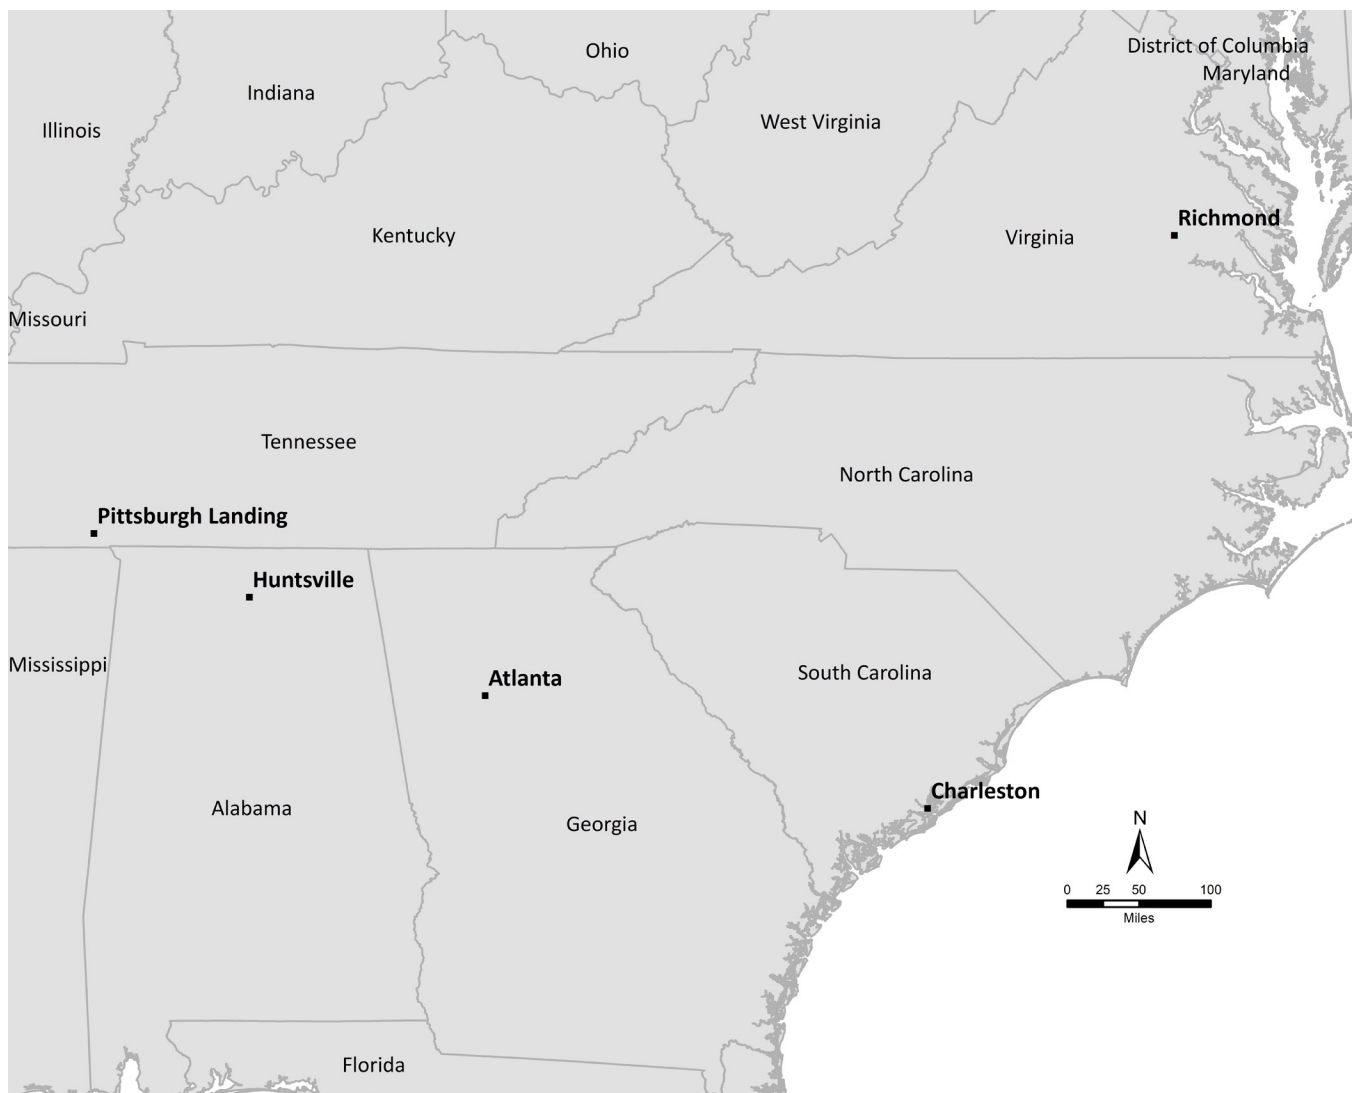 Ohio
District of Columbia
Maryland
Indiana
Illinois
West Virginia
Kentucky
Virginia
Richmond
Missouri
Tennessee
North Carolina
Pittsburgh Landing
Huntsville
Mississippi
Atlanta
South Carolina
Alabama
Georgia
Charleston
N
0 25 50 100
Miles
Florida